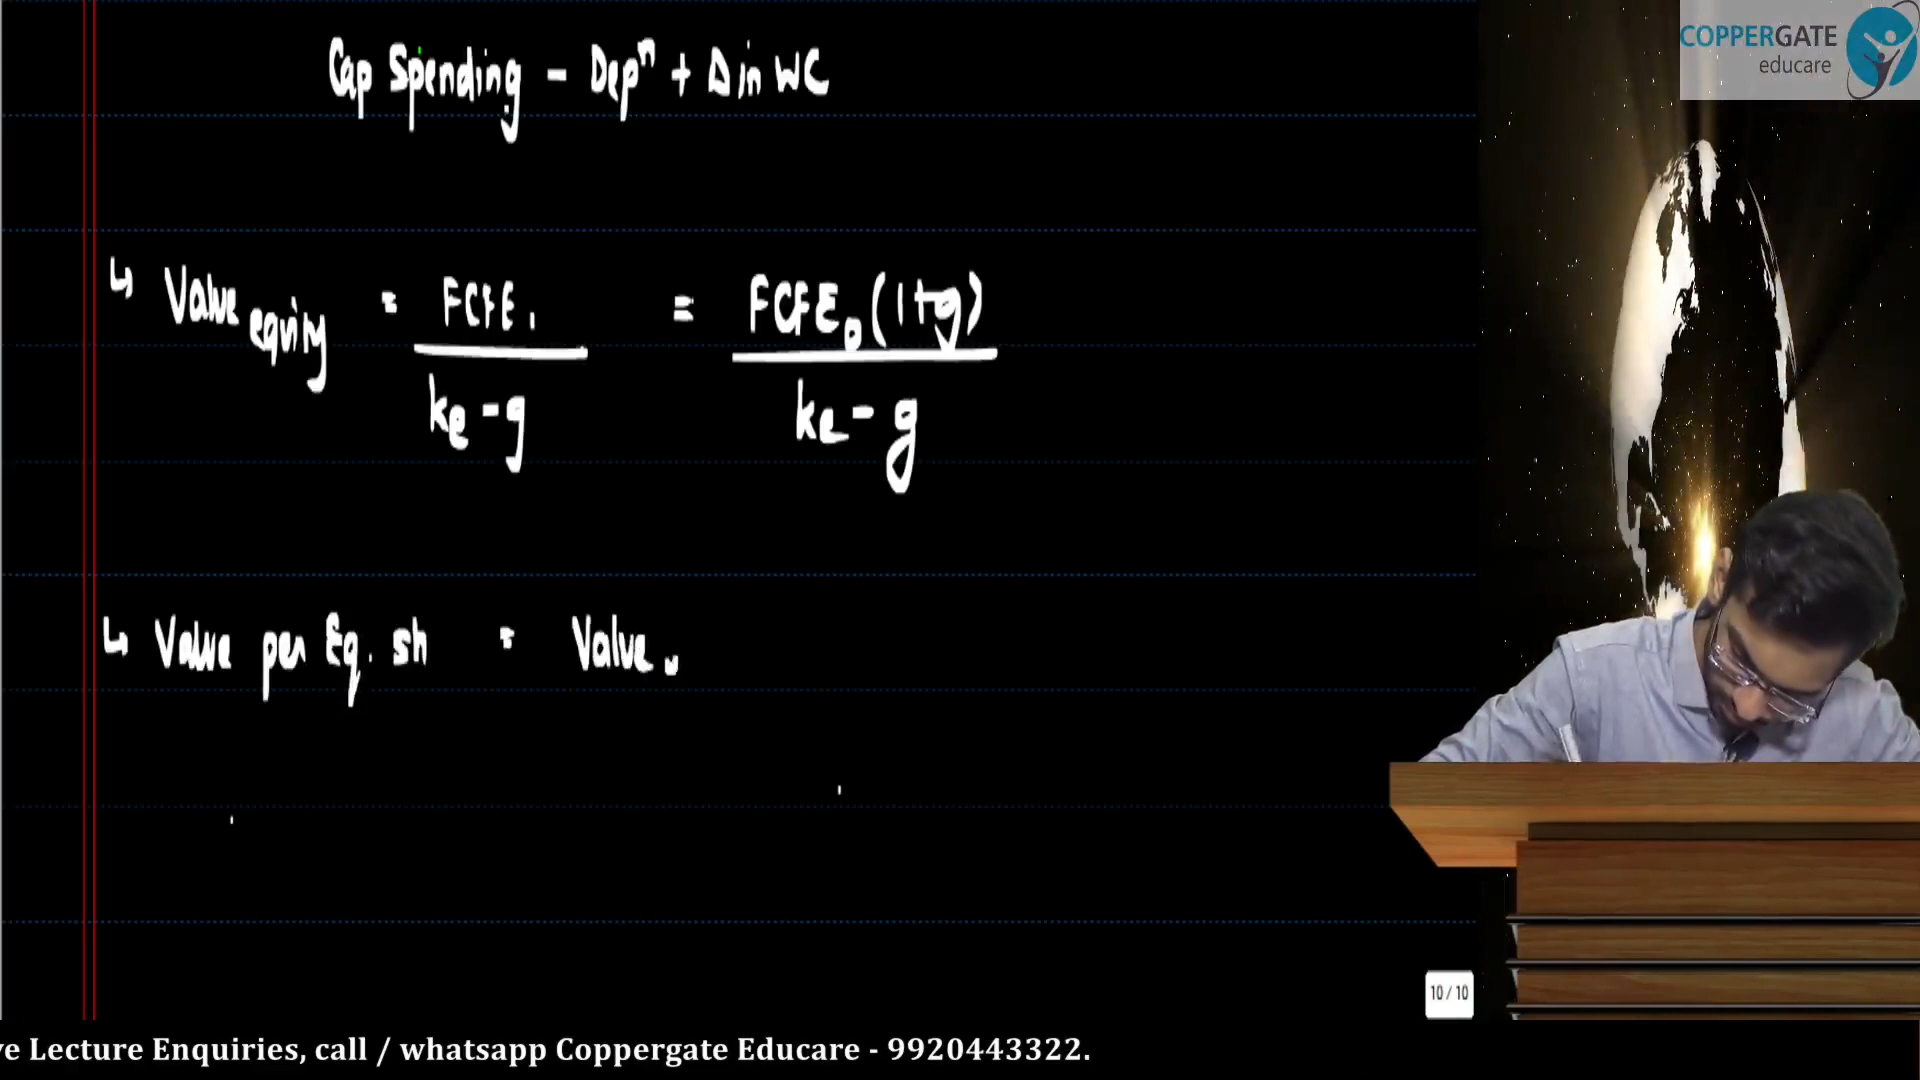 Cap Spending - Depⁿ + Δ in WC
COPPERGATE
educare
↳ Value equity = FCFE₁ / ke - g = FCFE₀ (1+g) / ke - g
↳ Value per Eq. sh = Value
10 / 10
ve Lecture Enquiries, call / whatsapp Coppergate Educare - 9920443322.